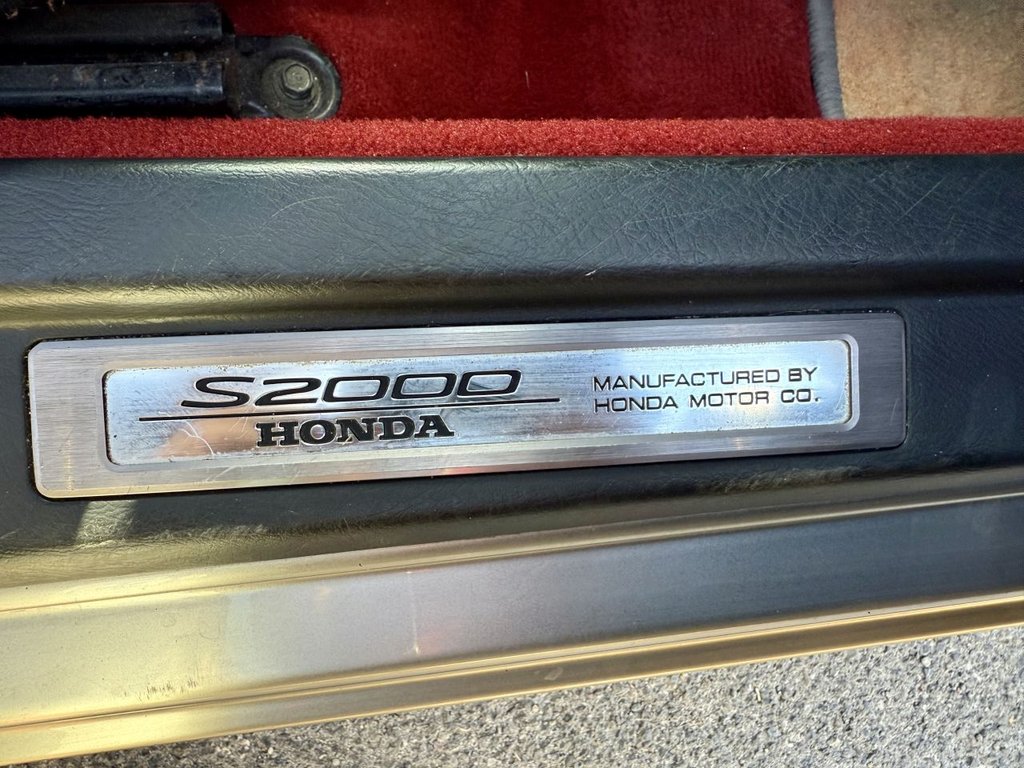 S2000
HONDA
MANUFACTURED BY
HONDA MOTOR CO.